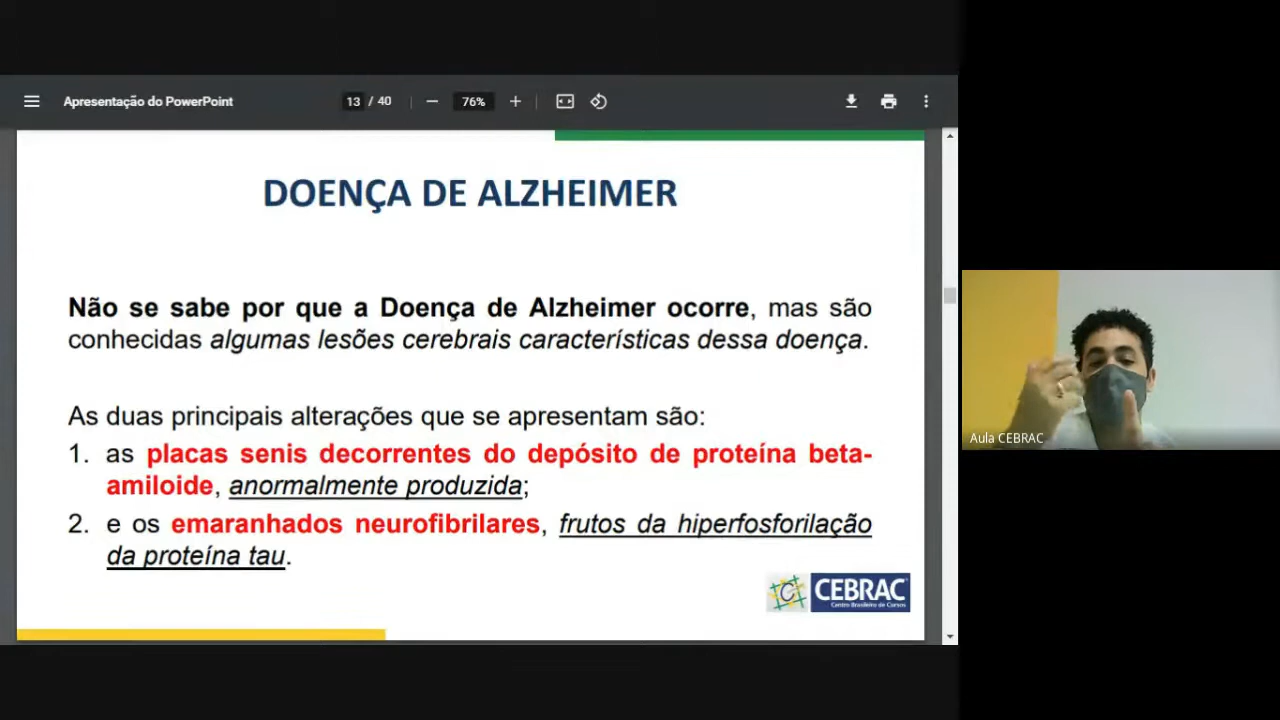 Apresentação do PowerPoint
13 / 40
76%
DOENÇA DE ALZHEIMER
Não se sabe por que a Doença de Alzheimer ocorre, mas são
conhecidas algumas lesões cerebrais características dessa doença.
As duas principais alterações que se apresentam são:
1. as placas senis decorrentes do depósito de proteína beta-
amiloide, anormalmente produzida;
2. e os emaranhados neurofibrilares, frutos da hiperfosforilação
da proteína tau.
C
CEBRAC
Centro Brasileiro de Cursos
Aula CEBRAC